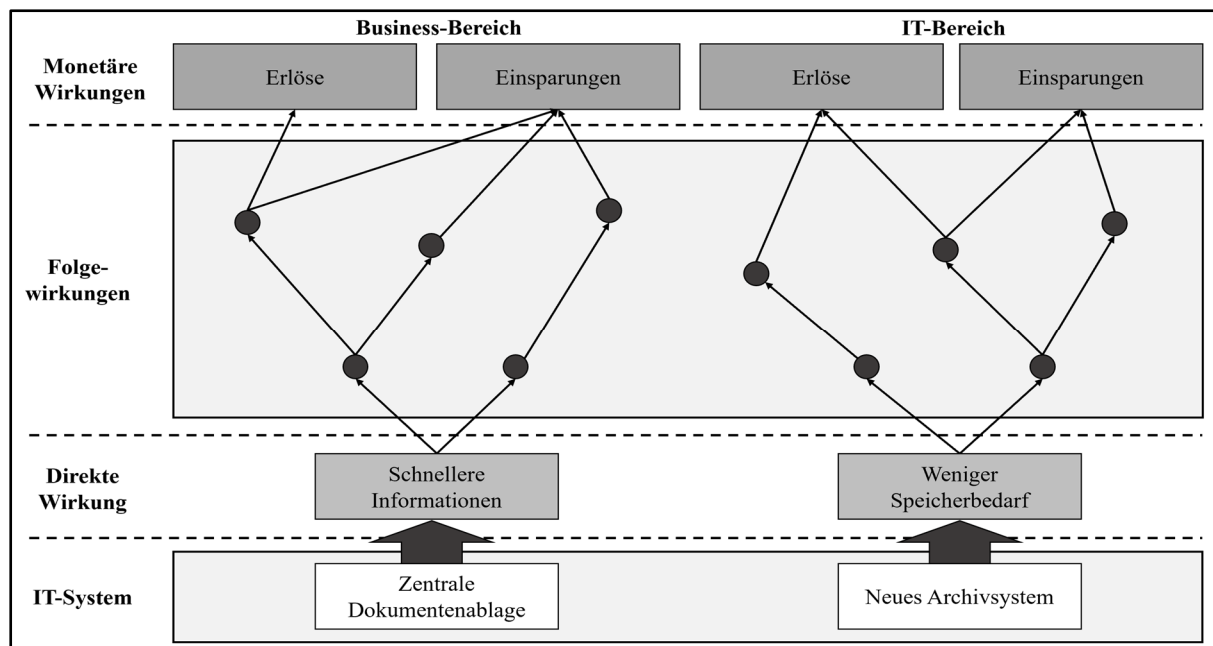 Business-Bereich
IT-Bereich
Monetäre
Wirkungen
Erlöse
Einsparungen
Erlöse
Einsparungen
Folge-
wirkungen
Direkte
Wirkung
Schnellere
Informationen
Weniger
Speicherbedarf
IT-System
Zentrale
Dokumentenablage
Neues Archivsystem